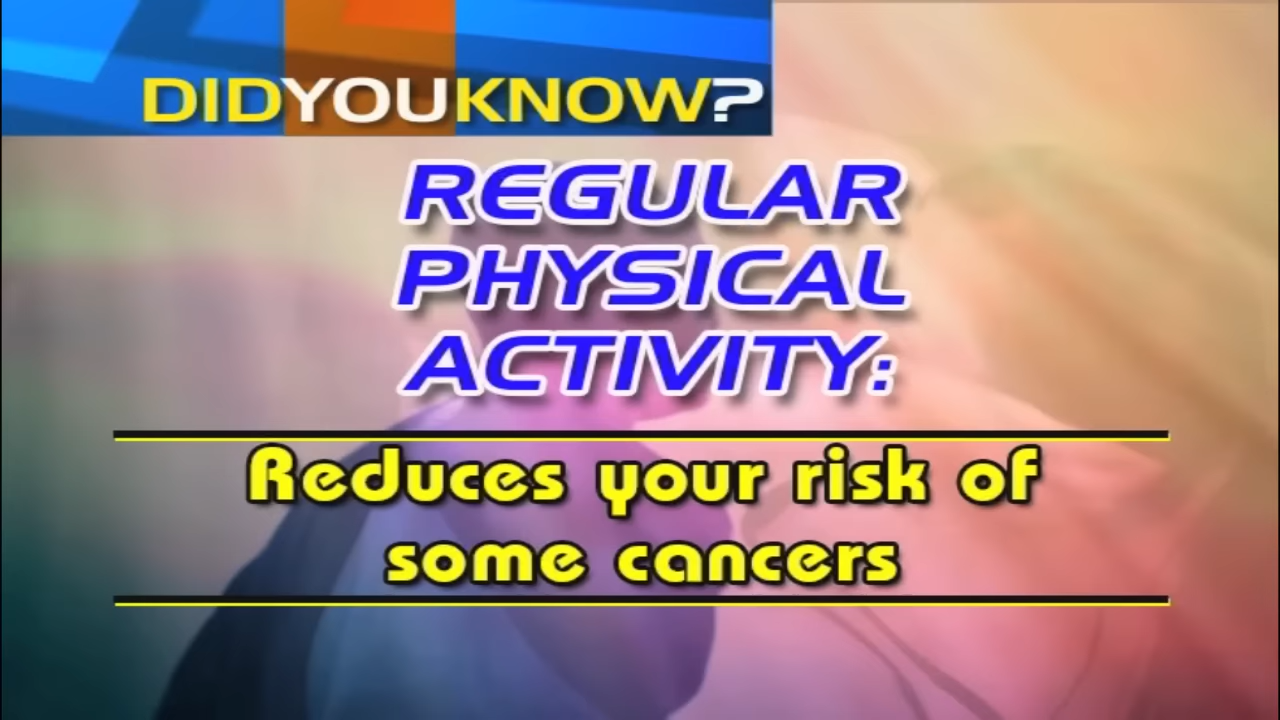 DIDYOUKNOW?
REGULAR
PHYSICAL
ACTIVITY:
Reduces your risk of
some cancers